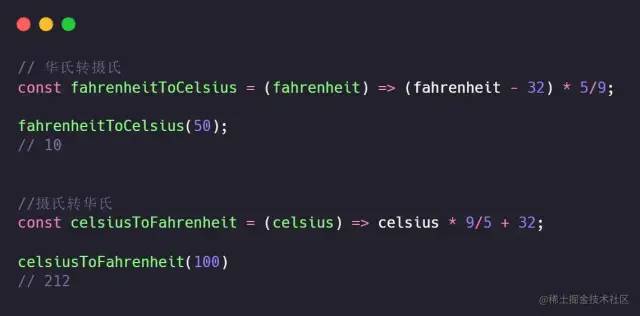 // 华氏转摄氏
const fahrenheitToCelsius = (fahrenheit) => (fahrenheit - 32) * 5/9;
fahrenheitToCelsius(50);
// 10
//摄氏转华氏
const celsiusToFahrenheit = (celsius) => celsius * 9/5 + 32;
celsiusToFahrenheit(100)
// 212
@稀土掘金技术社区